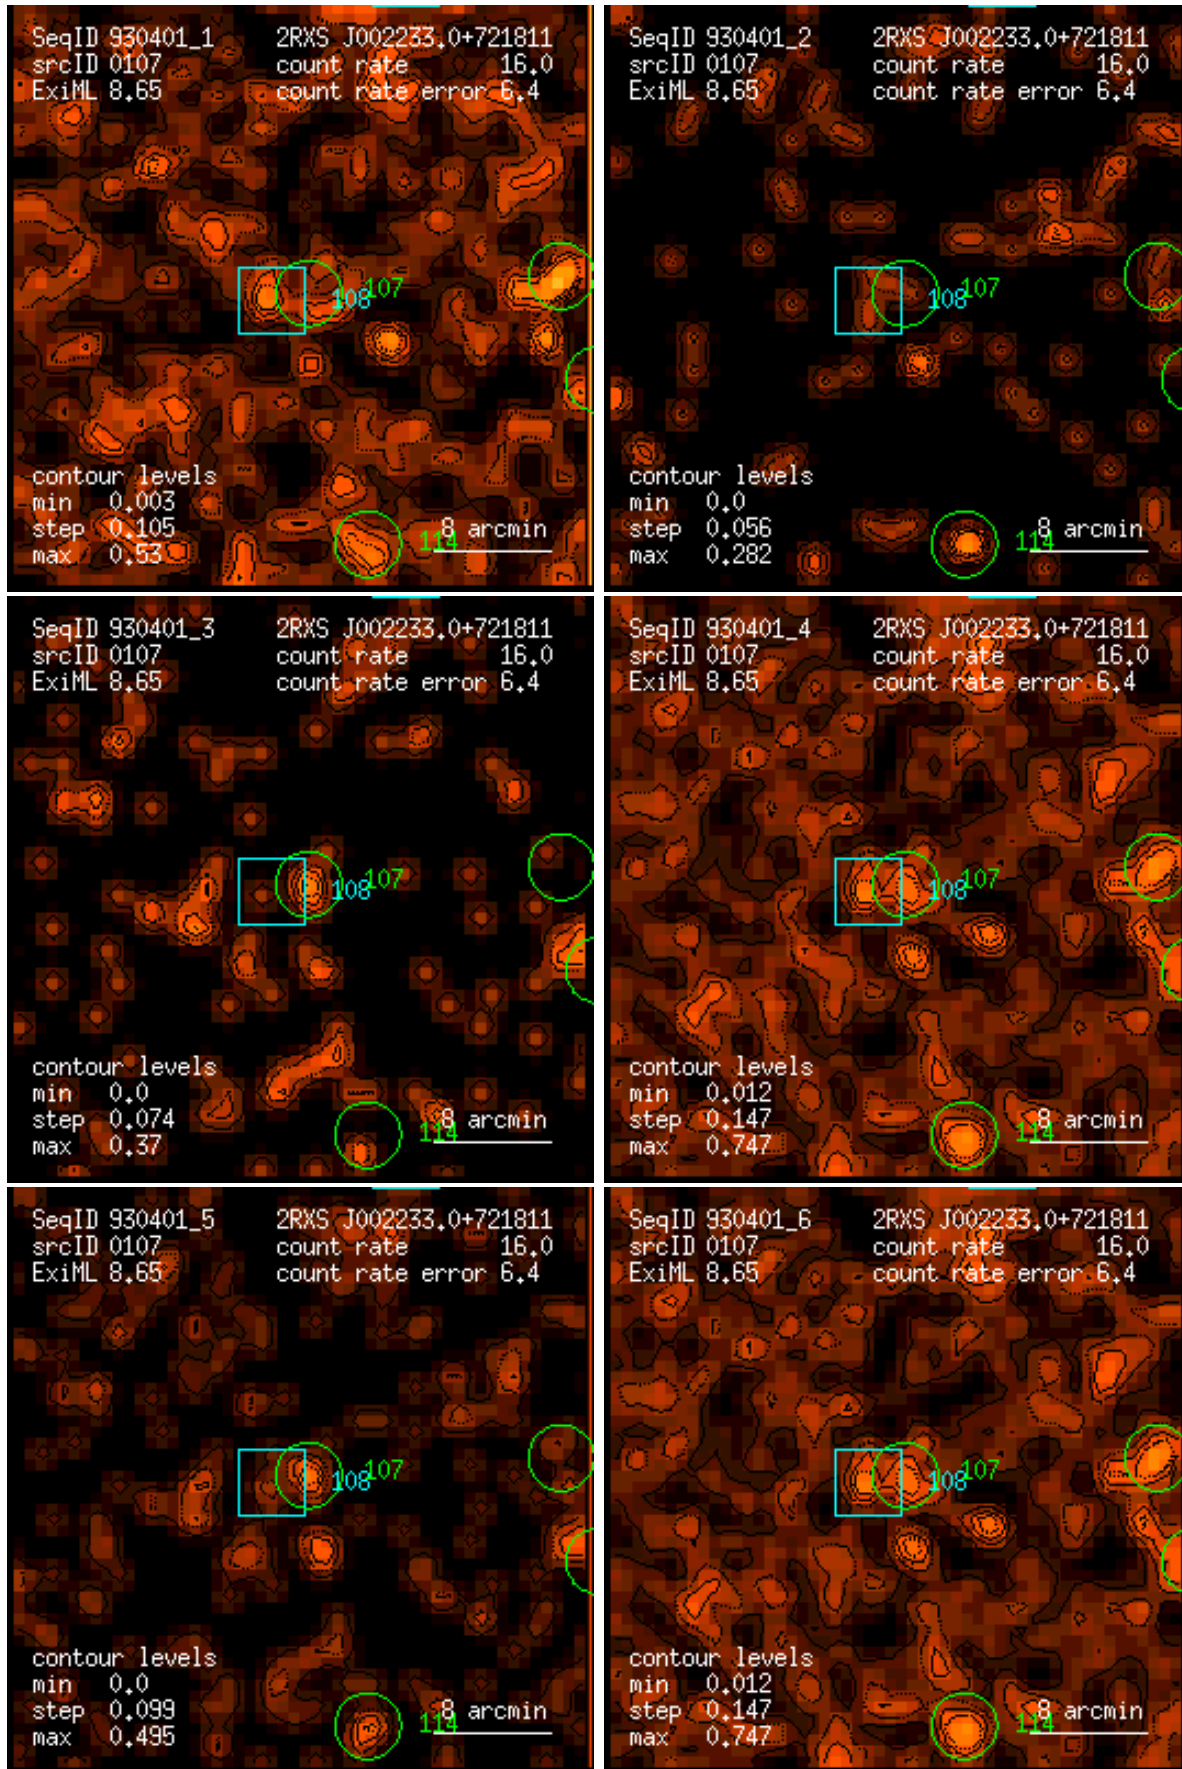 SeqID 930401_1 2RXS J002233.0+721811
srcID 0107 count rate 16.0
ExiML 8.65 count rate error 6.4
108 107
contour levels
min 0.003
step 0.105 8 arcmin
max 0.53 114
SeqID 930401_2 2RXS J002233.0+721811
srcID 0107 count rate 16.0
ExiML 8.65 count rate error 6.4
108 107
contour levels
min 0.0
step 0.056 8 arcmin
max 0.282 114
SeqID 930401_3 2RXS J002233.0+721811
srcID 0107 count rate 16.0
ExiML 8.65 count rate error 6.4
108 107
contour levels
min 0.0
step 0.074 8 arcmin
max 0.37 114
SeqID 930401_4 2RXS J002233.0+721811
srcID 0107 count rate 16.0
ExiML 8.65 count rate error 6.4
108 107
contour levels
min 0.012
step 0.147 8 arcmin
max 0.747 114
SeqID 930401_5 2RXS J002233.0+721811
srcID 0107 count rate 16.0
ExiML 8.65 count rate error 6.4
108 107
contour levels
min 0.0
step 0.099 8 arcmin
max 0.495 114
SeqID 930401_6 2RXS J002233.0+721811
srcID 0107 count rate 16.0
ExiML 8.65 count rate error 6.4
108 107
contour levels
min 0.012
step 0.147 8 arcmin
max 0.747 114